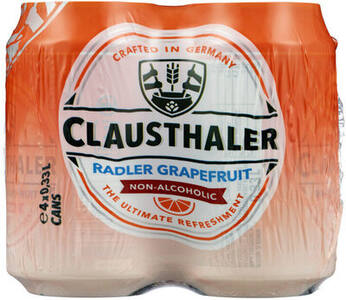 CRAFTED IN GERMANY
CLAUSTHALER
RADLER GRAPEFRUIT
NON-ALCOHOLIC
THE ULTIMATE REFRESHMENT
℮4x0,33L
CANS